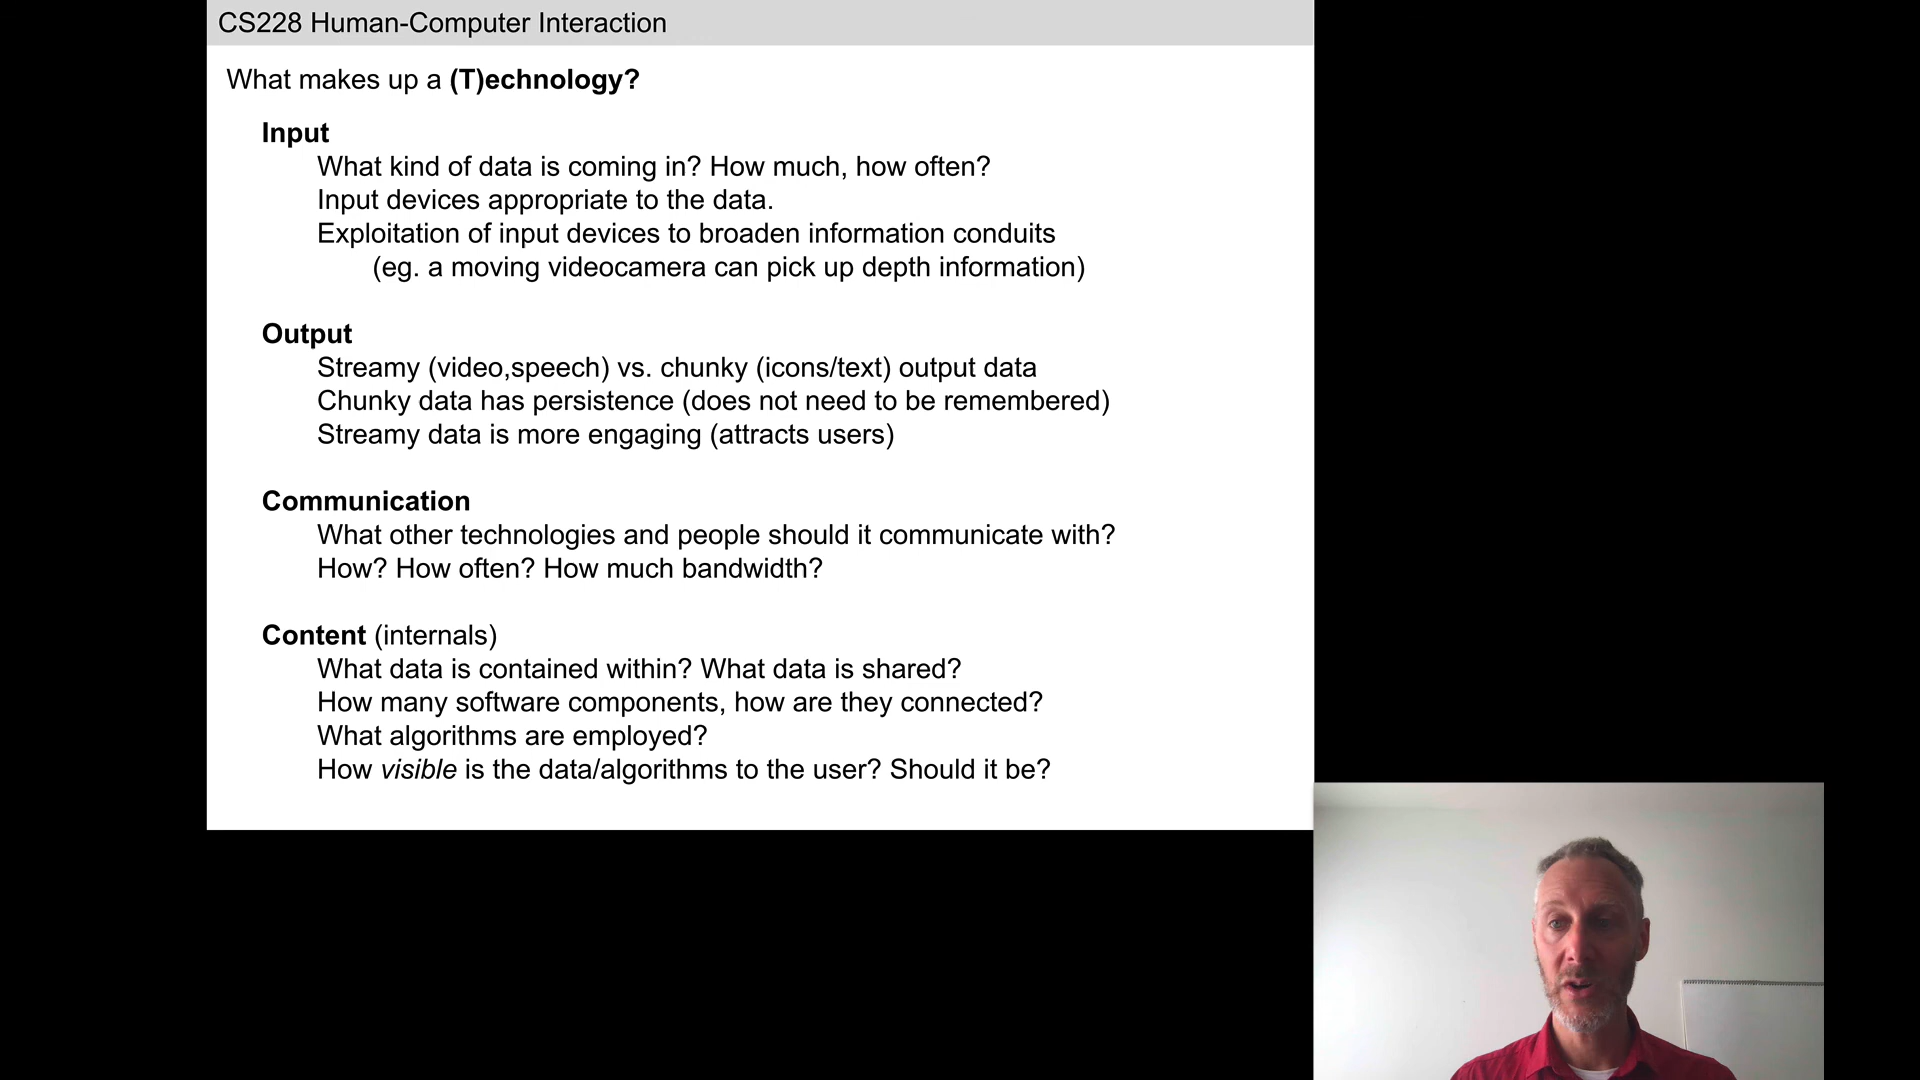 CS228 Human-Computer Interaction
What makes up a (T)echnology?
Input
What kind of data is coming in? How much, how often?
Input devices appropriate to the data.
Exploitation of input devices to broaden information conduits
(eg. a moving videocamera can pick up depth information)
Output
Streamy (video,speech) vs. chunky (icons/text) output data
Chunky data has persistence (does not need to be remembered)
Streamy data is more engaging (attracts users)
Communication
What other technologies and people should it communicate with?
How? How often? How much bandwidth?
Content (internals)
What data is contained within? What data is shared?
How many software components, how are they connected?
What algorithms are employed?
How visible is the data/algorithms to the user? Should it be?